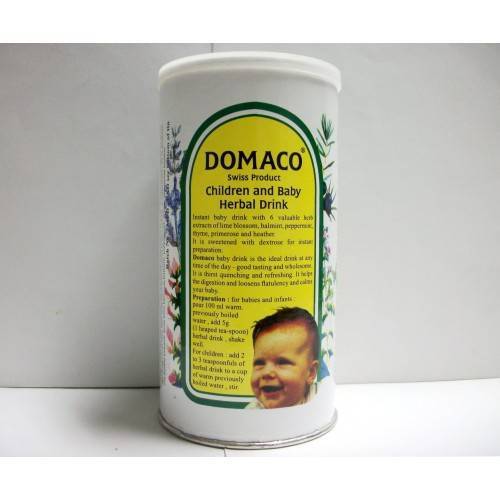 DOMACO®
Swiss Product
Children and Baby
Herbal Drink
Instant baby drink with 6 valuable herb
extracts of lime blossom, balmint, peppermint,
thyme, primerose and heather.
It is sweetened with dextrose for instant
preparation.
Domaco baby drink is the ideal drink at any
time of the day - good tasting and wholesome.
It is thirst quenching and refreshing. It helps
the digestion and loosens flatulency and calms
your baby.
Preparation : for babies and infants :
pour 100 ml warm.
previously boiled
water , add 5g
(1 heaped tea-spoon)
herbal drink , shake
well.
For children : add 2
to 3 teaspoonfuls of
herbal drink to a cup
of warm previously
boiled water , stir.